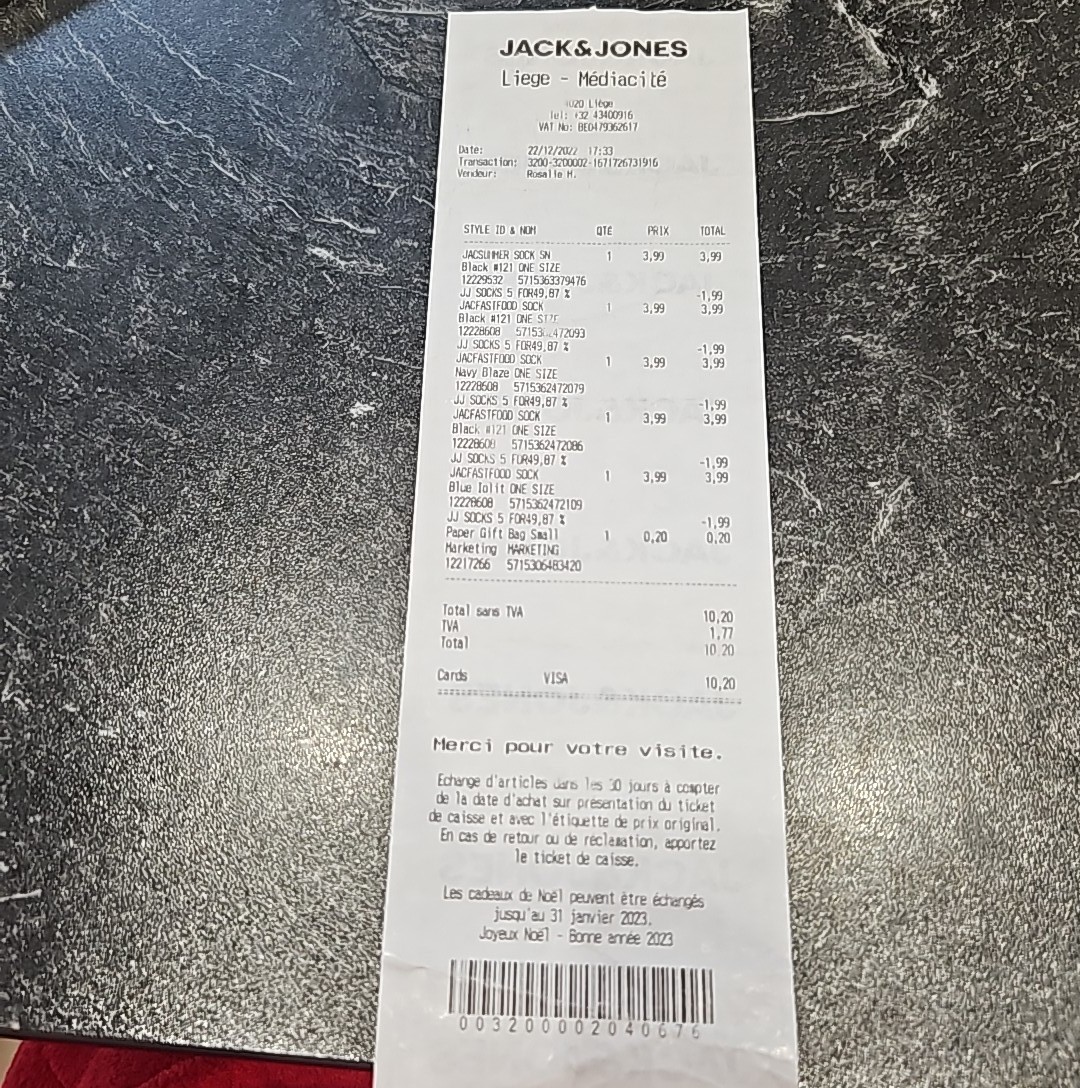 JACK&JONES
Liege - Médiacité
4020 Liège
Tel: +32 43400916
VAT No: BE0479362617
Date: 22/12/2022 17:33
Transaction: 3200-3200002-1671726731916
Vendeur: Rosalie H.
STYLE ID & NOM QTÉ PRIX TOTAL
JACSUMMER SOCK SN 1 3,99 3,99
Black #121 ONE SIZE
12229532 5715363379476
JJ SOCKS 5 FOR49,87 % -1,99
JACFASTFOOD SOCK 1 3,99 3,99
Black #121 ONE SIZE
12228608
JJ SOCKS 5 FOR49,87 % -1,99
JACFASTFOOD SOCK 1 3,99 3,99
Navy Blaze ONE SIZE
12228608 5715362472079
JJ SOCKS 5 FOR49,87 % -1,99
JACFASTFOOD SOCK 1 3,99 3,99
Black #121 ONE SIZE
12228608 5715362472086
JJ SOCKS 5 FOR49,87 % -1,99
JACFASTFOOD SOCK 1 3,99 3,99
Blue Iolit ONE SIZE
12228608 5715362472109
JJ SOCKS 5 FOR49,87 % -1,99
Paper Gift Bag Small 1 0,20 0,20
Marketing MARKETING
12217266 5715306483420
Total sans TVA 10,20
TVA 1,77
Total 10,20
Cards VISA 10,20
Merci pour votre visite.
Echange d'articles dans les 30 jours à compter
de la date d'achat sur présentation du ticket
de caisse et avec l'étiquette de prix original.
En cas de retour ou de réclamation, apportez
le ticket de caisse.
Les cadeaux de Noël peuvent être échangés
jusqu'au 31 janvier 2023.
Joyeux Noël - Bonne année 2023
003200002040676